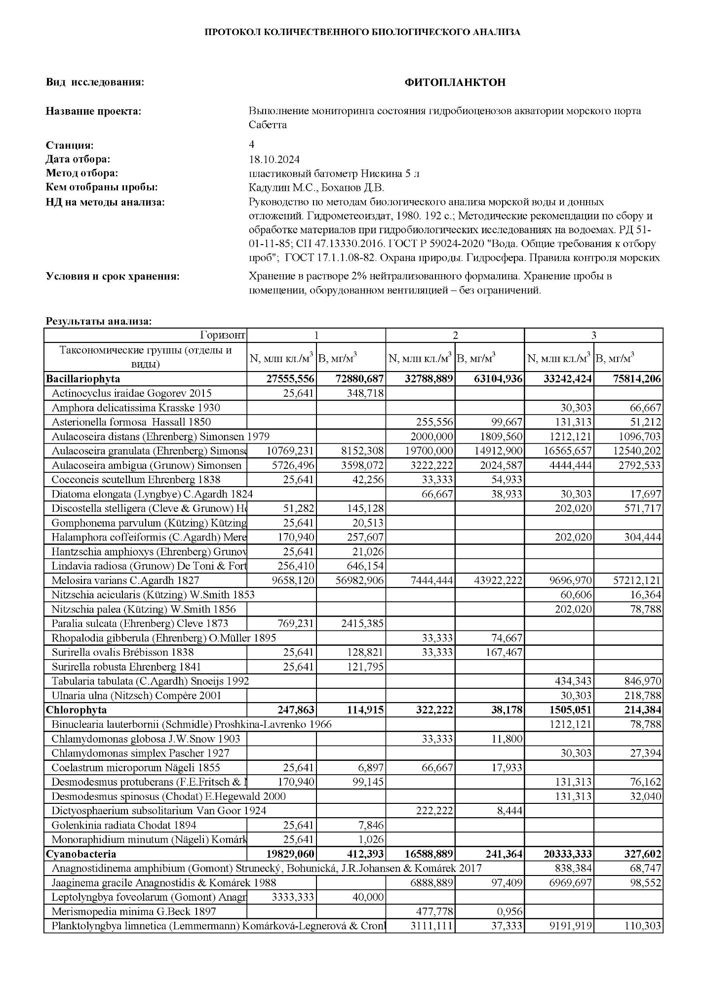 ПРОТОКОЛ КОЛИЧЕСТВЕННОГО БИОЛОГИЧЕСКОГО АНАЛИЗА
Вид исследования: ФИТОПЛАНКТОН
Название проекта: Выполнение мониторинга состояния гидробиоценозов акватории морского порта
Сабетта
Станция: 4
Дата отбора: 18.10.2024
Метод отбора: пластиковый батометр Нискина 5 л
Кем отобраны пробы: Кадулин М.С., Боханов Д.В.
НД на методы анализа: Руководство по методам биологического анализа морской воды и донных
отложений. Гидрометеоиздат, 1980. 192 с.; Методические рекомендации по сбору и
обработке материалов при гидробиологических исследованиях на водоемах. РД 51-
01-11-85; СП 47.13330.2016. ГОСТ Р 59024-2020 "Вода. Общие требования к отбору
проб"; ГОСТ 17.1.1.08-82. Охрана природы. Гидросфера. Правила контроля морских
Условия и срок хранения: Хранение в растворе 2% нейтрализованного формалина. Хранение пробы в
помещении, оборудованном вентиляцией – без ограничений.
Результаты анализа:
Горизонт 1 2 3
Таксономические группы (отделы и
виды) N, млн кл./м³ B, мг/м³ N, млн кл./м³ B, мг/м³ N, млн кл./м³ B, мг/м³
Bacillariophyta 27555,556 72880,687 32788,889 63104,936 33242,424 75814,206
Actinocyclus iraidae Gogorev 2015 25,641 348,718
Amphora delicatissima Krasske 1930 30,303 66,667
Asterionella formosa Hassall 1850 255,556 99,667 131,313 51,212
Aulacoseira distans (Ehrenberg) Simonsen 1979 2000,000 1809,560 1212,121 1096,703
Aulacoseira granulata (Ehrenberg) Simonse 10769,231 8152,308 19700,000 14912,900 16565,657 12540,202
Aulacoseira ambigua (Grunow) Simonsen 5726,496 3598,072 3222,222 2024,587 4444,444 2792,533
Cocconeis scutellum Ehrenberg 1838 25,641 42,256 33,333 54,933
Diatoma elongata (Lyngbye) C.Agardh 1824 66,667 38,933 30,303 17,697
Discostella stelligera (Cleve & Grunow) Ho 51,282 145,128 202,020 571,717
Gomphonema parvulum (Kützing) Kützing 25,641 20,513
Halamphora coffeiformis (C.Agardh) Mere 170,940 257,607 202,020 304,444
Hantzschia amphioxys (Ehrenberg) Grunov 25,641 21,026
Lindavia radiosa (Grunow) De Toni & Fort 256,410 646,154
Melosira varians C.Agardh 1827 9658,120 56982,906 7444,444 43922,222 9696,970 57212,121
Nitzschia acicularis (Kützing) W.Smith 1853 60,606 16,364
Nitzschia palea (Kützing) W.Smith 1856 202,020 78,788
Paralia sulcata (Ehrenberg) Cleve 1873 769,231 2415,385
Rhopalodia gibberula (Ehrenberg) O.Müller 1895 33,333 74,667
Surirella ovalis Brébisson 1838 25,641 128,821 33,333 167,467
Surirella robusta Ehrenberg 1841 25,641 121,795
Tabularia tabulata (C.Agardh) Snoeijs 1992 434,343 846,970
Ulnaria ulna (Nitzsch) Compère 2001 30,303 218,788
Chlorophyta 247,863 114,915 322,222 38,178 1505,051 214,384
Binuclearia lauterbornii (Schmidle) Proshkina-Lavrenko 1966 1212,121 78,788
Chlamydomonas globosa J.W.Snow 1903 33,333 11,800
Chlamydomonas simplex Pascher 1927 30,303 27,394
Coelastrum microporum Nägeli 1855 25,641 6,897 66,667 17,933
Desmodesmus protuberans (F.E.Fritsch & 170,940 99,145 131,313 76,162
Desmodesmus spinosus (Chodat) E.Hegewald 2000 131,313 32,040
Dictyosphaerium subsolitarium Van Goor 1924 222,222 8,444
Golenkinia radiata Chodat 1894 25,641 7,846
Monoraphidium minutum (Nägeli) Komárk 25,641 1,026
Cyanobacteria 19829,060 412,393 16588,889 241,364 20333,333 327,602
Anagnostidinema amphibium (Gomont) Strunecký, Bohunická, J.R.Johansen & Komárek 2017 838,384 68,747
Jaaginema gracile Anagnostidis & Komárek 1988 6888,889 97,409 6969,697 98,552
Leptolyngbya foveolarum (Gomont) Anagn 3333,333 40,000
Merismopedia minima G.Beck 1897 477,778 0,956
Planktolyngbya limnetica (Lemmermann) Komárková-Legnerová & Cronl 3111,111 37,333 9191,919 110,303